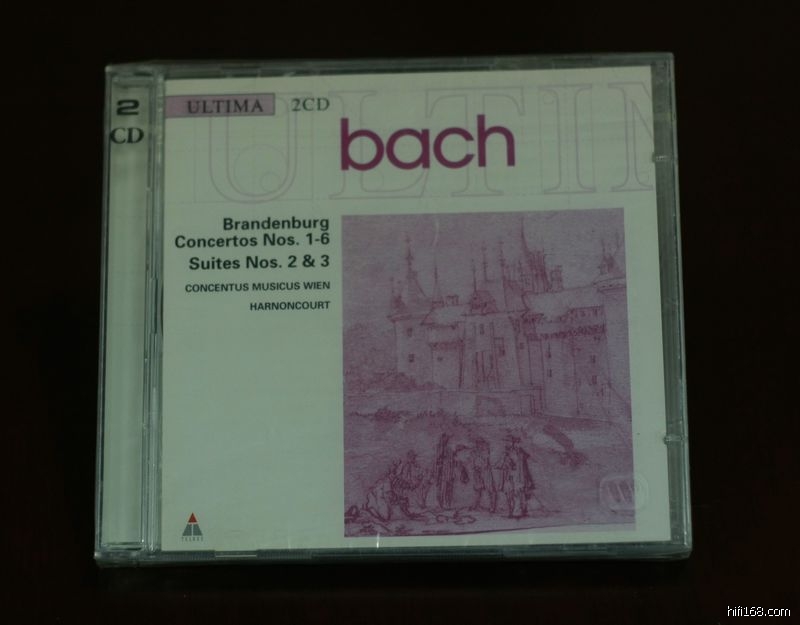 2
CD
ULTIMA 2CD
ULTIM
bach
Brandenburg
Concertos Nos. 1-6
Suites Nos. 2 & 3
CONCENTUS MUSICUS WIEN
HARNONCOURT
TELDEC
hifi168.com